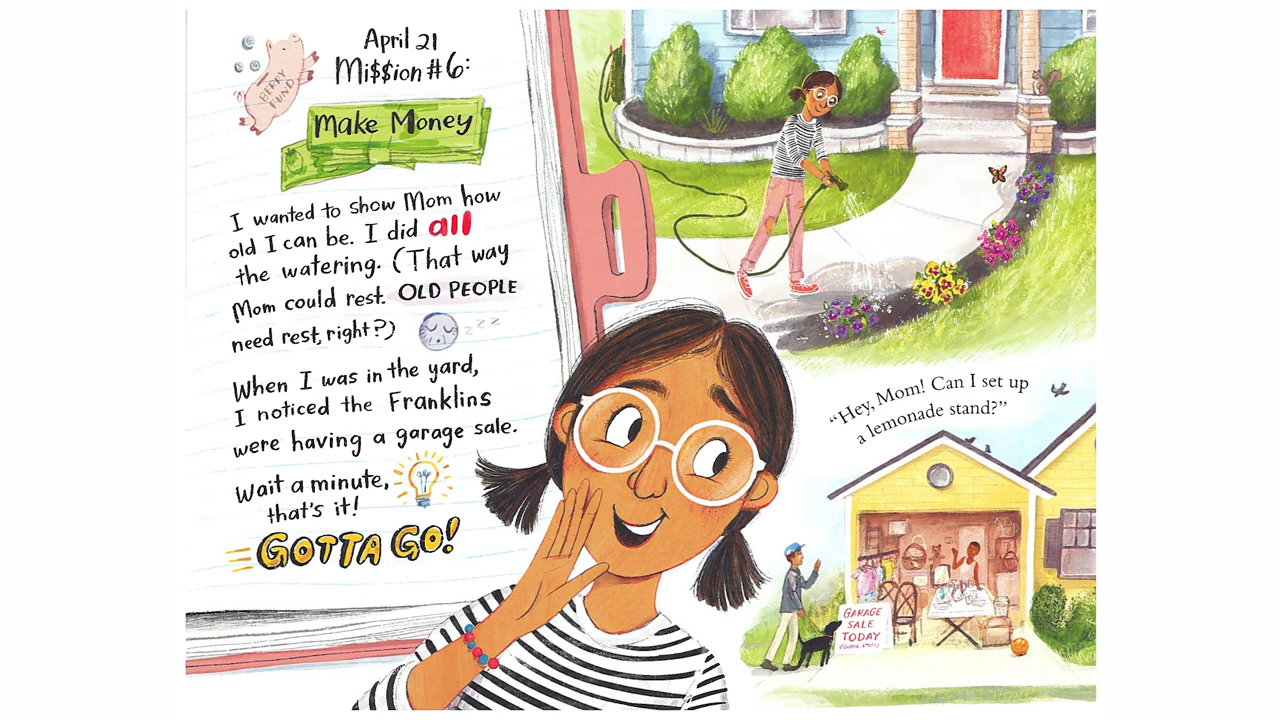 BERRY
FUND
April 21
Mi$$ion #6:
Make Money
I wanted to show Mom how
old I can be. I did all
the watering. (That way
Mom could rest. OLD PEOPLE
need rest, right?)
z z z
When I was in the yard,
I noticed the Franklins
were having a garage sale.
Wait a minute,
that's it!
GOTTA GO!
"Hey, Mom! Can I set up
a lemonade stand?"
GARAGE
SALE
TODAY